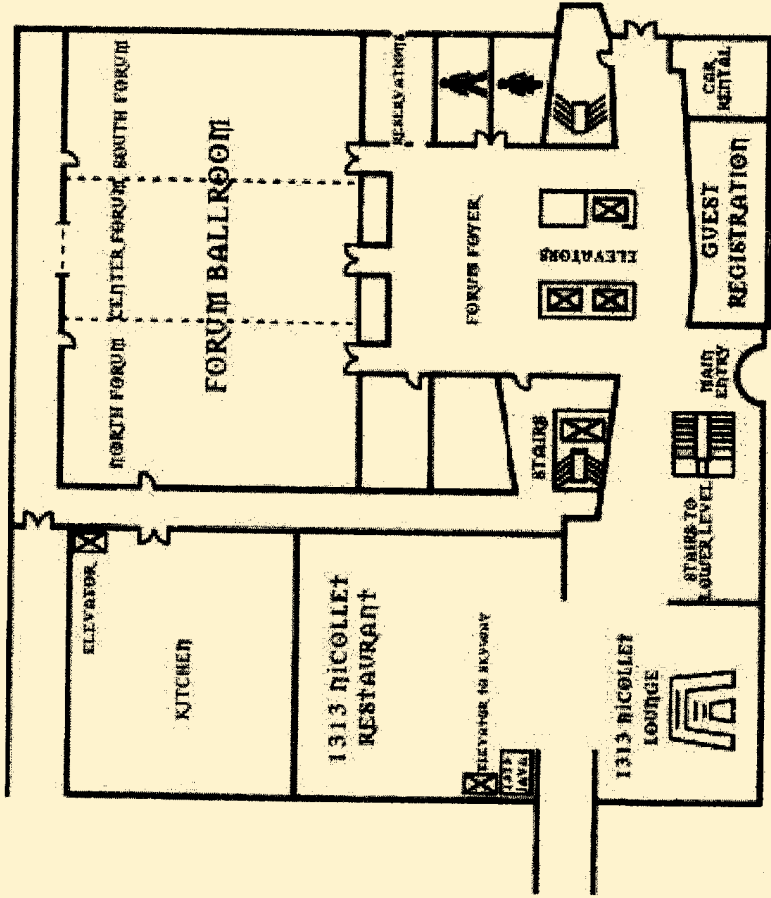 SOUTH FORUM
CENTER FORUM
NORTH FORUM
FORUM BALLROOM
RESERVATIONS
FORUM FOYER
ELEVATORS
CAR
RENTAL
GUEST
REGISTRATION
MAIN
ENTRY
STAIRS
STAIRS TO
LOWER LEVEL
ELEVATOR
KITCHEN
1313 NICOLLET
RESTAURANT
ELEVATOR TO SKYWAY
1313 NICOLLET
LOUNGE